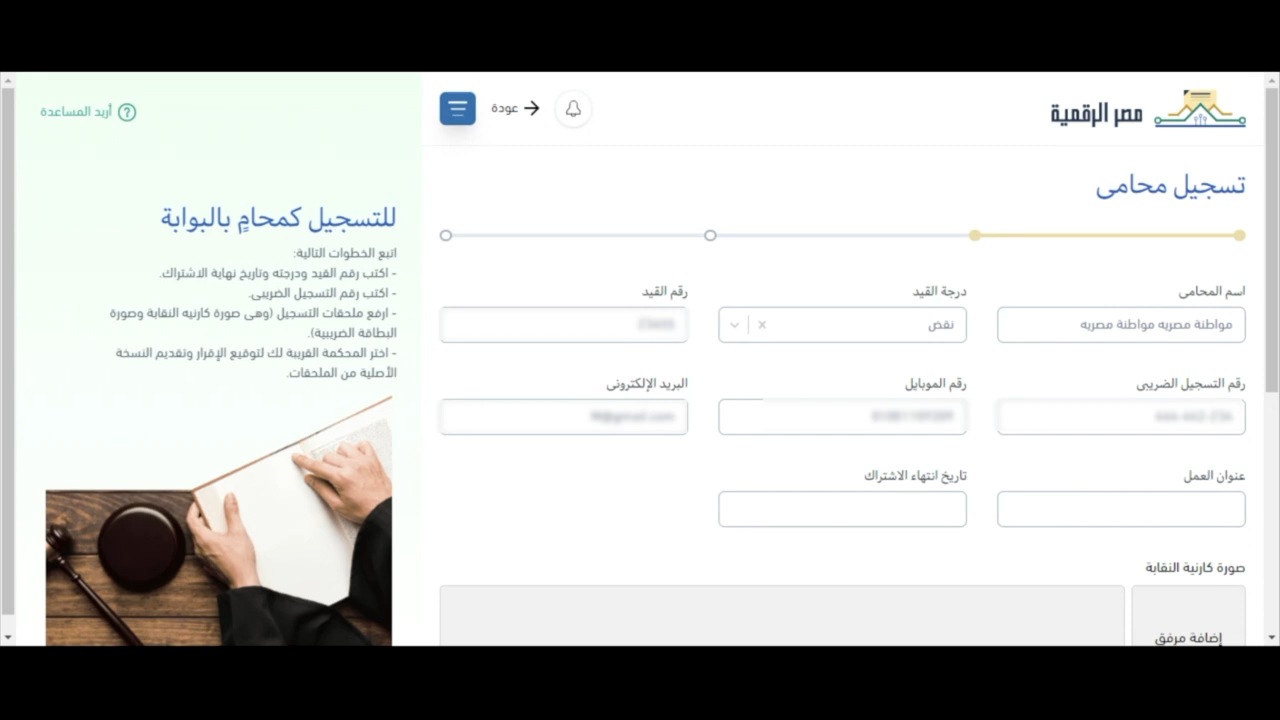 مصر الرقمية
عودة
تسجيل محامى
اسم المحامى
درجة القيد
رقم القيد
مواطنة مصريه مواطنة مصريه
نقض
رقم التسجيل الضريبى
رقم الموبايل
البريد الإلكترونى
عنوان العمل
تاريخ انتهاء الاشتراك
صورة كارنية النقابة
إضافة مرفق
أريد المساعدة
للتسجيل كمحامٍ بالبوابة
اتبع الخطوات التالية:
- اكتب رقم القيد ودرجته وتاريخ نهاية الاشتراك.
- اكتب رقم التسجيل الضريبى.
- ارفع ملحقات التسجيل (وهى صورة كارنيه النقابة وصورة
البطاقة الضريبية).
- اختر المحكمة القريبة لك لتوقيع الإقرار وتقديم النسخة
الأصلية من الملحقات.